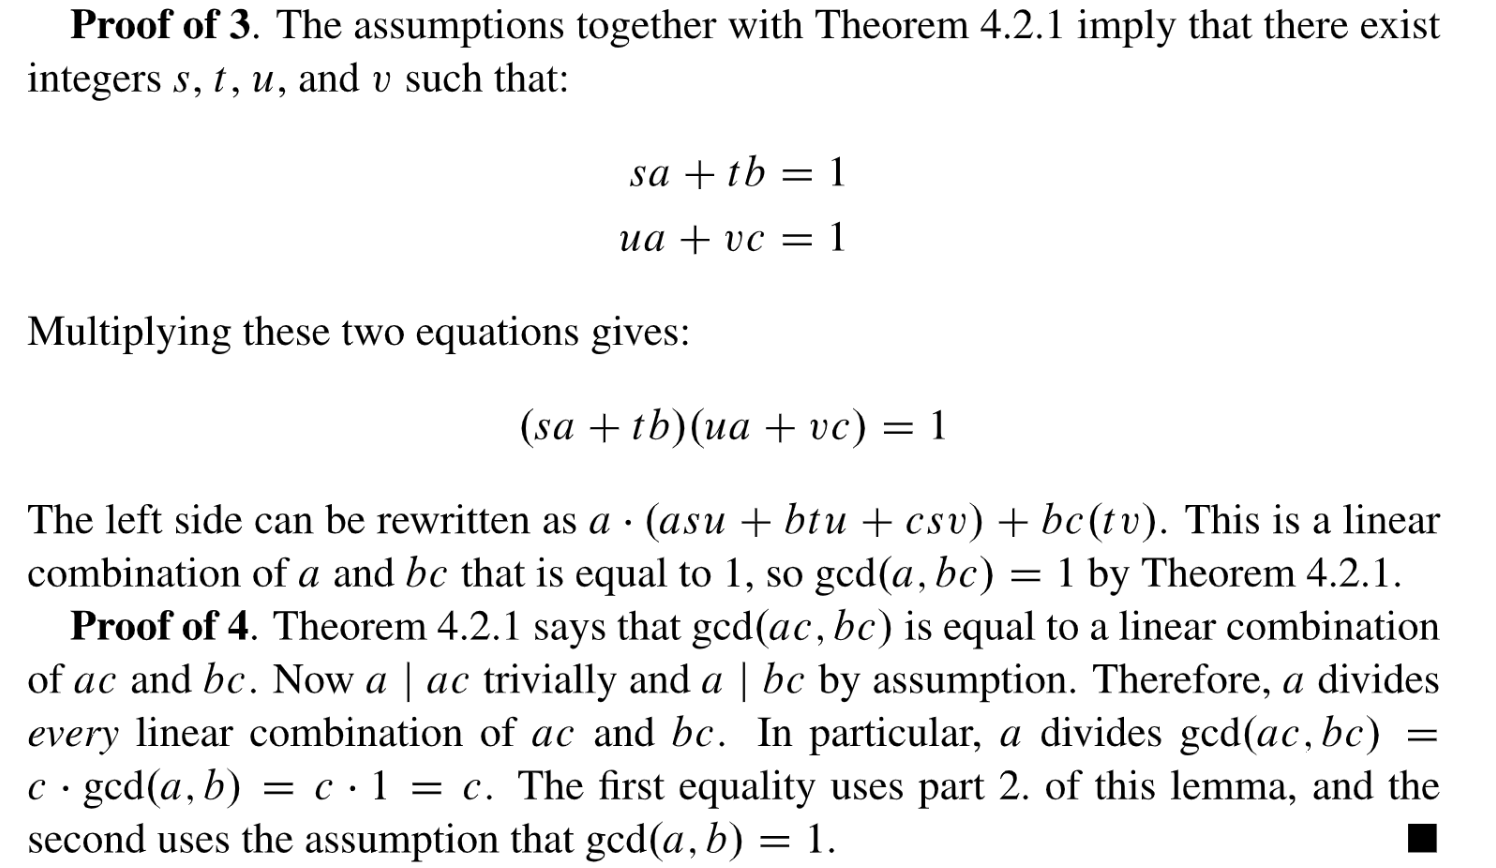 Proof of 3. The assumptions together with Theorem 4.2.1 imply that there exist
integers s, t, u, and v such that:
sa + tb = 1
ua + vc = 1
Multiplying these two equations gives:
(sa + tb)(ua + vc) = 1
The left side can be rewritten as a · (asu + btu + csv) + bc(tv). This is a linear
combination of a and bc that is equal to 1, so gcd(a, bc) = 1 by Theorem 4.2.1.
Proof of 4. Theorem 4.2.1 says that gcd(ac, bc) is equal to a linear combination
of ac and bc. Now a | ac trivially and a | bc by assumption. Therefore, a divides
every linear combination of ac and bc. In particular, a divides gcd(ac, bc) =
c · gcd(a, b) = c · 1 = c. The first equality uses part 2. of this lemma, and the
second uses the assumption that gcd(a, b) = 1. ■